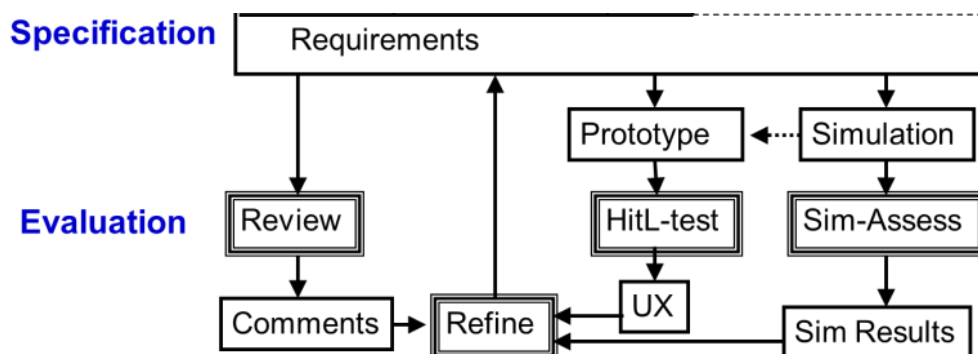 Specification
Requirements
Prototype
Simulation
Evaluation
Review
HitL-test
Sim-Assess
Comments
Refine
UX
Sim Results